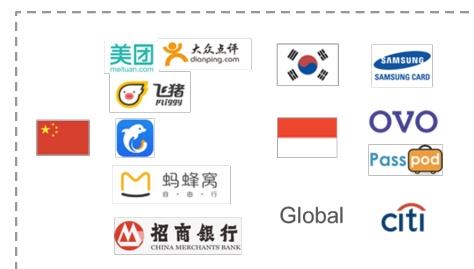 美团
meituan.com
大众点评
dianping.com
飞猪
Fliggy
蚂蜂窝
自·由·行
招商银行
CHINA MERCHANTS BANK
SAMSUNG
SAMSUNG CARD
OVO
Passpod
Global
citi